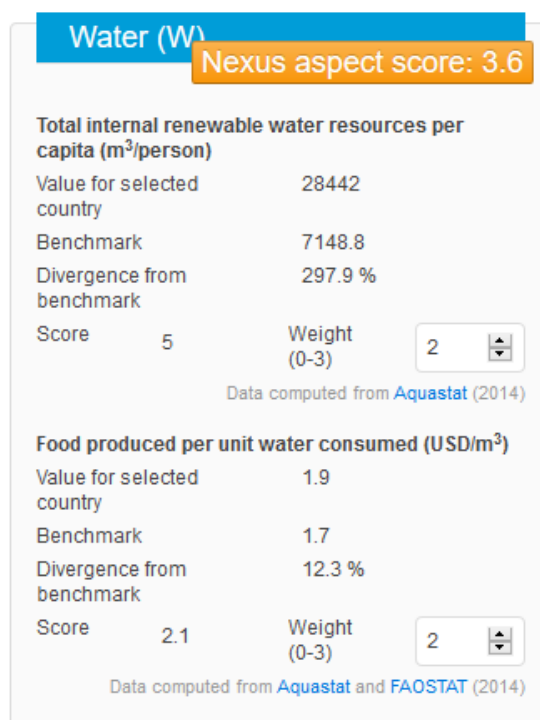 Water (W)
Nexus aspect score: 3.6
Total internal renewable water resources per
capita (m³/person)
Value for selected
country
28442
Benchmark 7148.8
Divergence from
benchmark
297.9 %
Score 5 Weight
(0-3)
2
Data computed from Aquastat (2014)
Food produced per unit water consumed (USD/m³)
Value for selected
country
1.9
Benchmark 1.7
Divergence from
benchmark
12.3 %
Score 2.1 Weight
(0-3)
2
Data computed from Aquastat and FAOSTAT (2014)